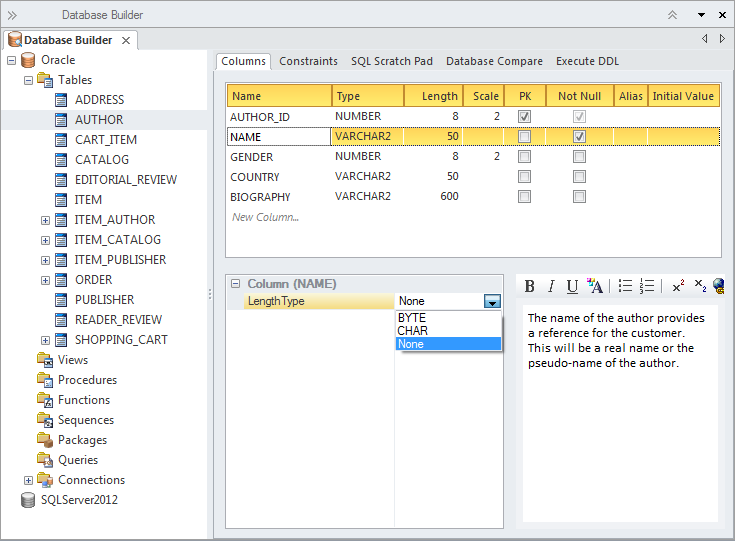 Database Builder
Database Builder
Oracle
Tables
ADDRESS
AUTHOR
CART_ITEM
CATALOG
EDITORIAL_REVIEW
ITEM
ITEM_AUTHOR
ITEM_CATALOG
ITEM_PUBLISHER
ORDER
PUBLISHER
READER_REVIEW
SHOPPING_CART
Views
Procedures
Functions
Sequences
Packages
Queries
Connections
SQLServer2012
Columns Constraints SQL Scratch Pad Database Compare Execute DDL
Name Type Length Scale PK Not Null Alias Initial Value
AUTHOR_ID NUMBER 8 2
NAME VARCHAR2 50
GENDER NUMBER 8 2
COUNTRY VARCHAR2 50
BIOGRAPHY VARCHAR2 600
New Column...
Column (NAME)
LengthType None
BYTE
CHAR
None
B I U A x² x₂
The name of the author provides
a reference for the customer.
This will be a real name or the
pseudo-name of the author.